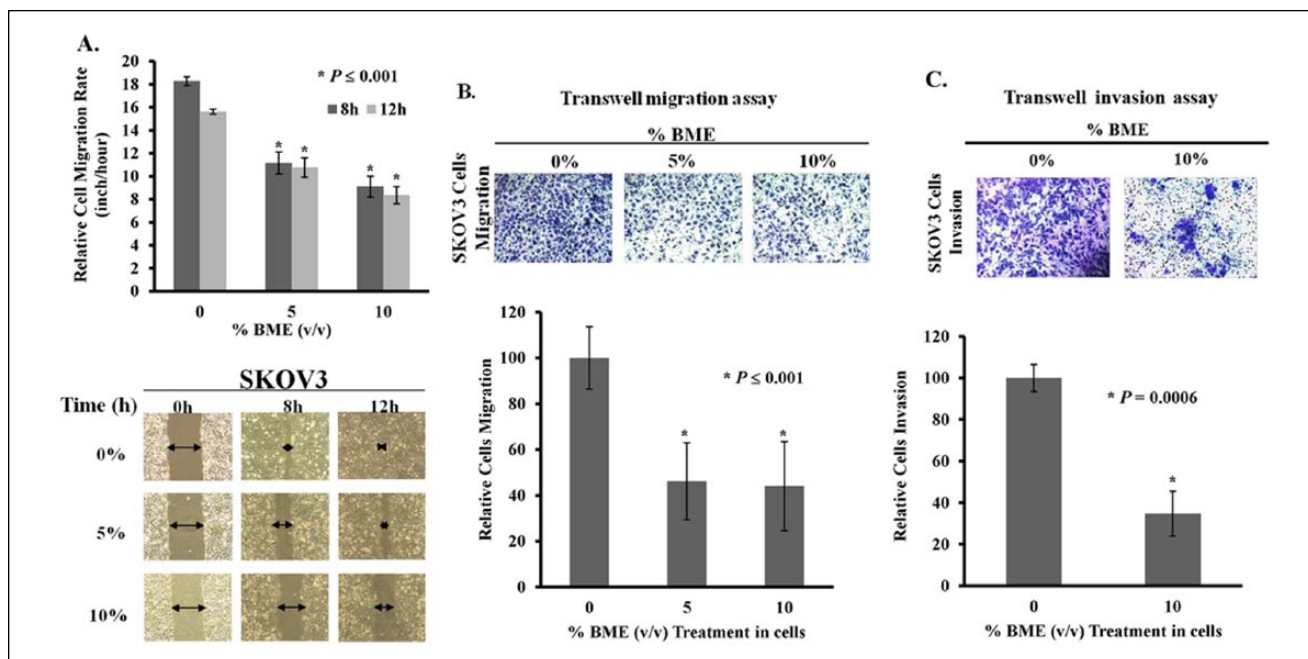 A.
Relative Cell Migration Rate
(inch/hour)
20
18
16
14
12
10
8
6
4
2
0
* P ≤ 0.001
8h 12h
* * * *
0 5 10
% BME (v/v)
SKOV3
Time (h) 0h 8h 12h
0%
5%
10%
B.
Transwell migration assay
% BME
0% 5% 10%
SKOV3 Cells
Migration
Relative Cells Migration
120
100
80
60
40
20
0
* P ≤ 0.001
* *
0 5 10
% BME (v/v) Treatment in cells
C.
Transwell invasion assay
% BME
0% 10%
SKOV3 Cells
Invasion
Relative Cells Invasion
120
100
80
60
40
20
0
* P = 0.0006
*
0 10
% BME (v/v) Treatment in cells